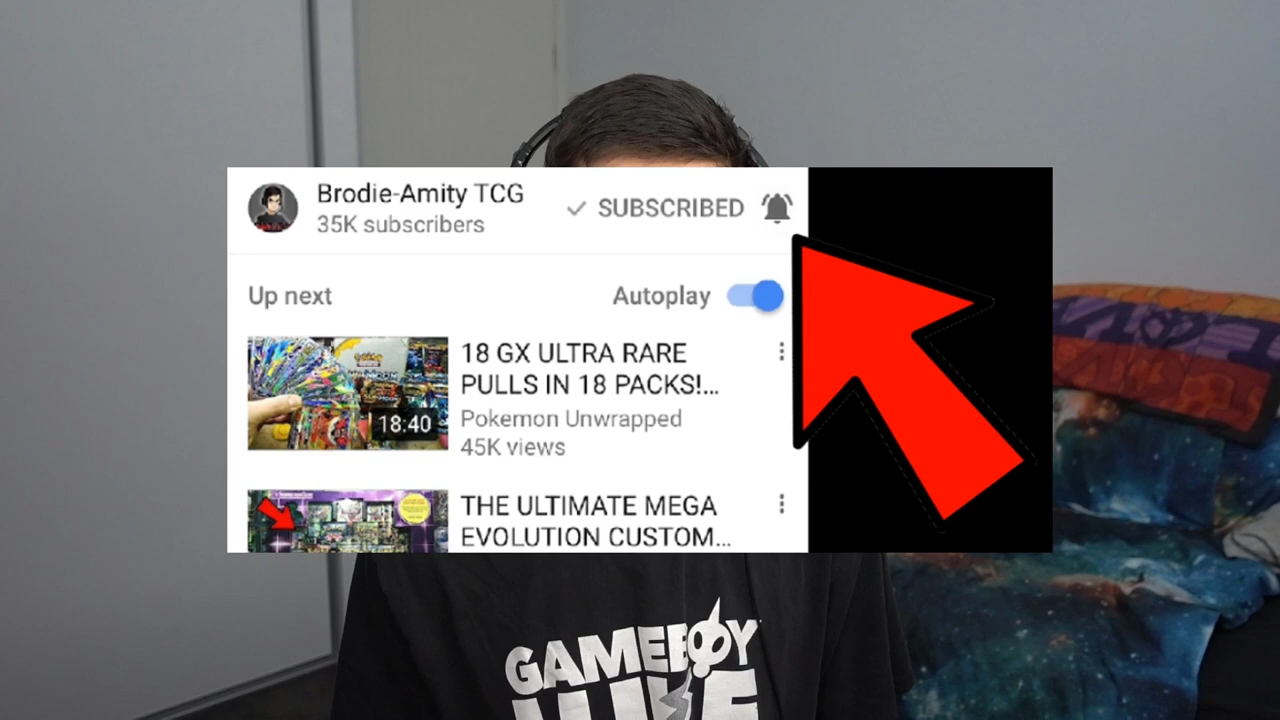 Brodie-Amity TCG
35K subscribers
SUBSCRIBED
Up next
Autoplay
18 GX ULTRA RARE
PULLS IN 18 PACKS!...
18:40
Pokemon Unwrapped
45K views
THE ULTIMATE MEGA
EVOLUTION CUSTOM...
GAMEBOY